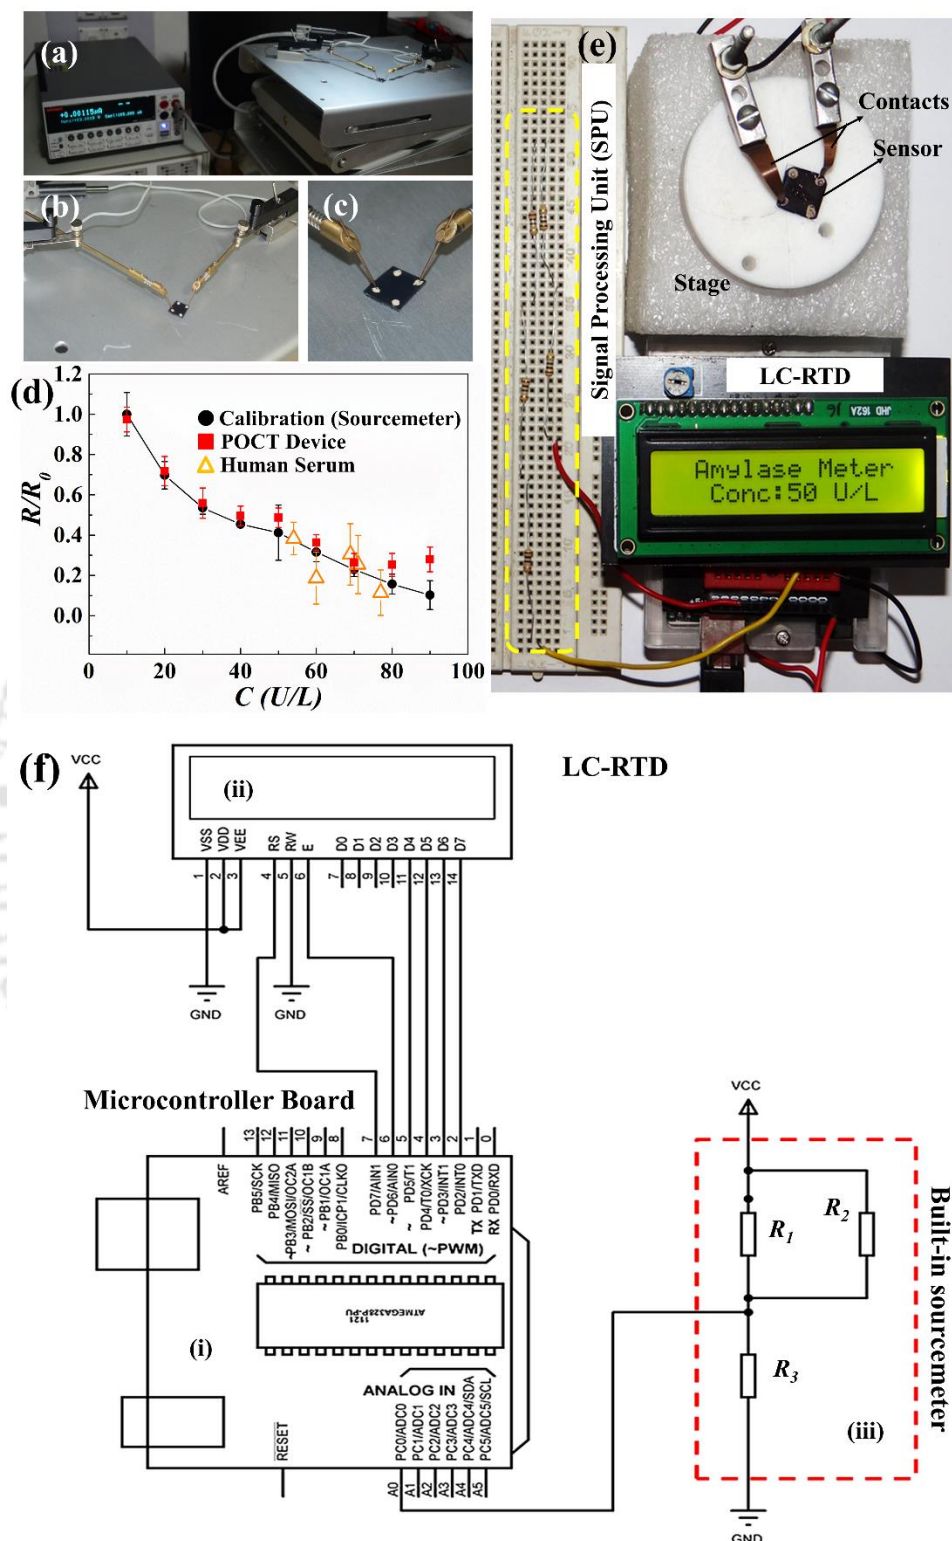 (a)
+0.00115mA
(b)
(c)
(d)
R/R0
1.2
1.0
0.8
0.6
0.4
0.2
0.0
Calibration (Sourcemeter)
POCT Device
Human Serum
0 20 40 60 80 100
C (U/L)
(e)
Contacts
Sensor
Signal Processing Unit (SPU)
Stage
LC-RTD
JHD 162A
Amylase Meter
Conc:50 U/L
(f)
VCC
LC-RTD
(ii)
VSS VDD VEE RS RW E D0 D1 D2 D3 D4 D5 D6 D7
1 2 3 4 5 6 7 8 9 10 11 12 13 14
GND
GND
Microcontroller Board
13 12 11 10 9 8 7 6 5 4 3 2 1 0
AREF
PB5/SCK
PB4/MISO
~PB3/MOSI/OC2A
~PB2/SS/OC1B
~PB1/OC1A
PB0/ICP1/CLKO
PD7/AIN1
~PD6/AIN0
~PD5/T1
PD4/T0/XCK
~PD3/INT1
PD2/INT0
TX PD1/TXD
RX PD0/RXD
DIGITAL (~PWM)
ATMEGA328P-PU
1121
(i)
ANALOG IN
RESET
PC0/ADC0
PC1/ADC1
PC2/ADC2
PC3/ADC3
PC4/ADC4/SDA
PC5/ADC5/SCL
A0 A1 A2 A3 A4 A5
VCC
R1
R2
R3
(iii)
GND
Built-in sourcemeter